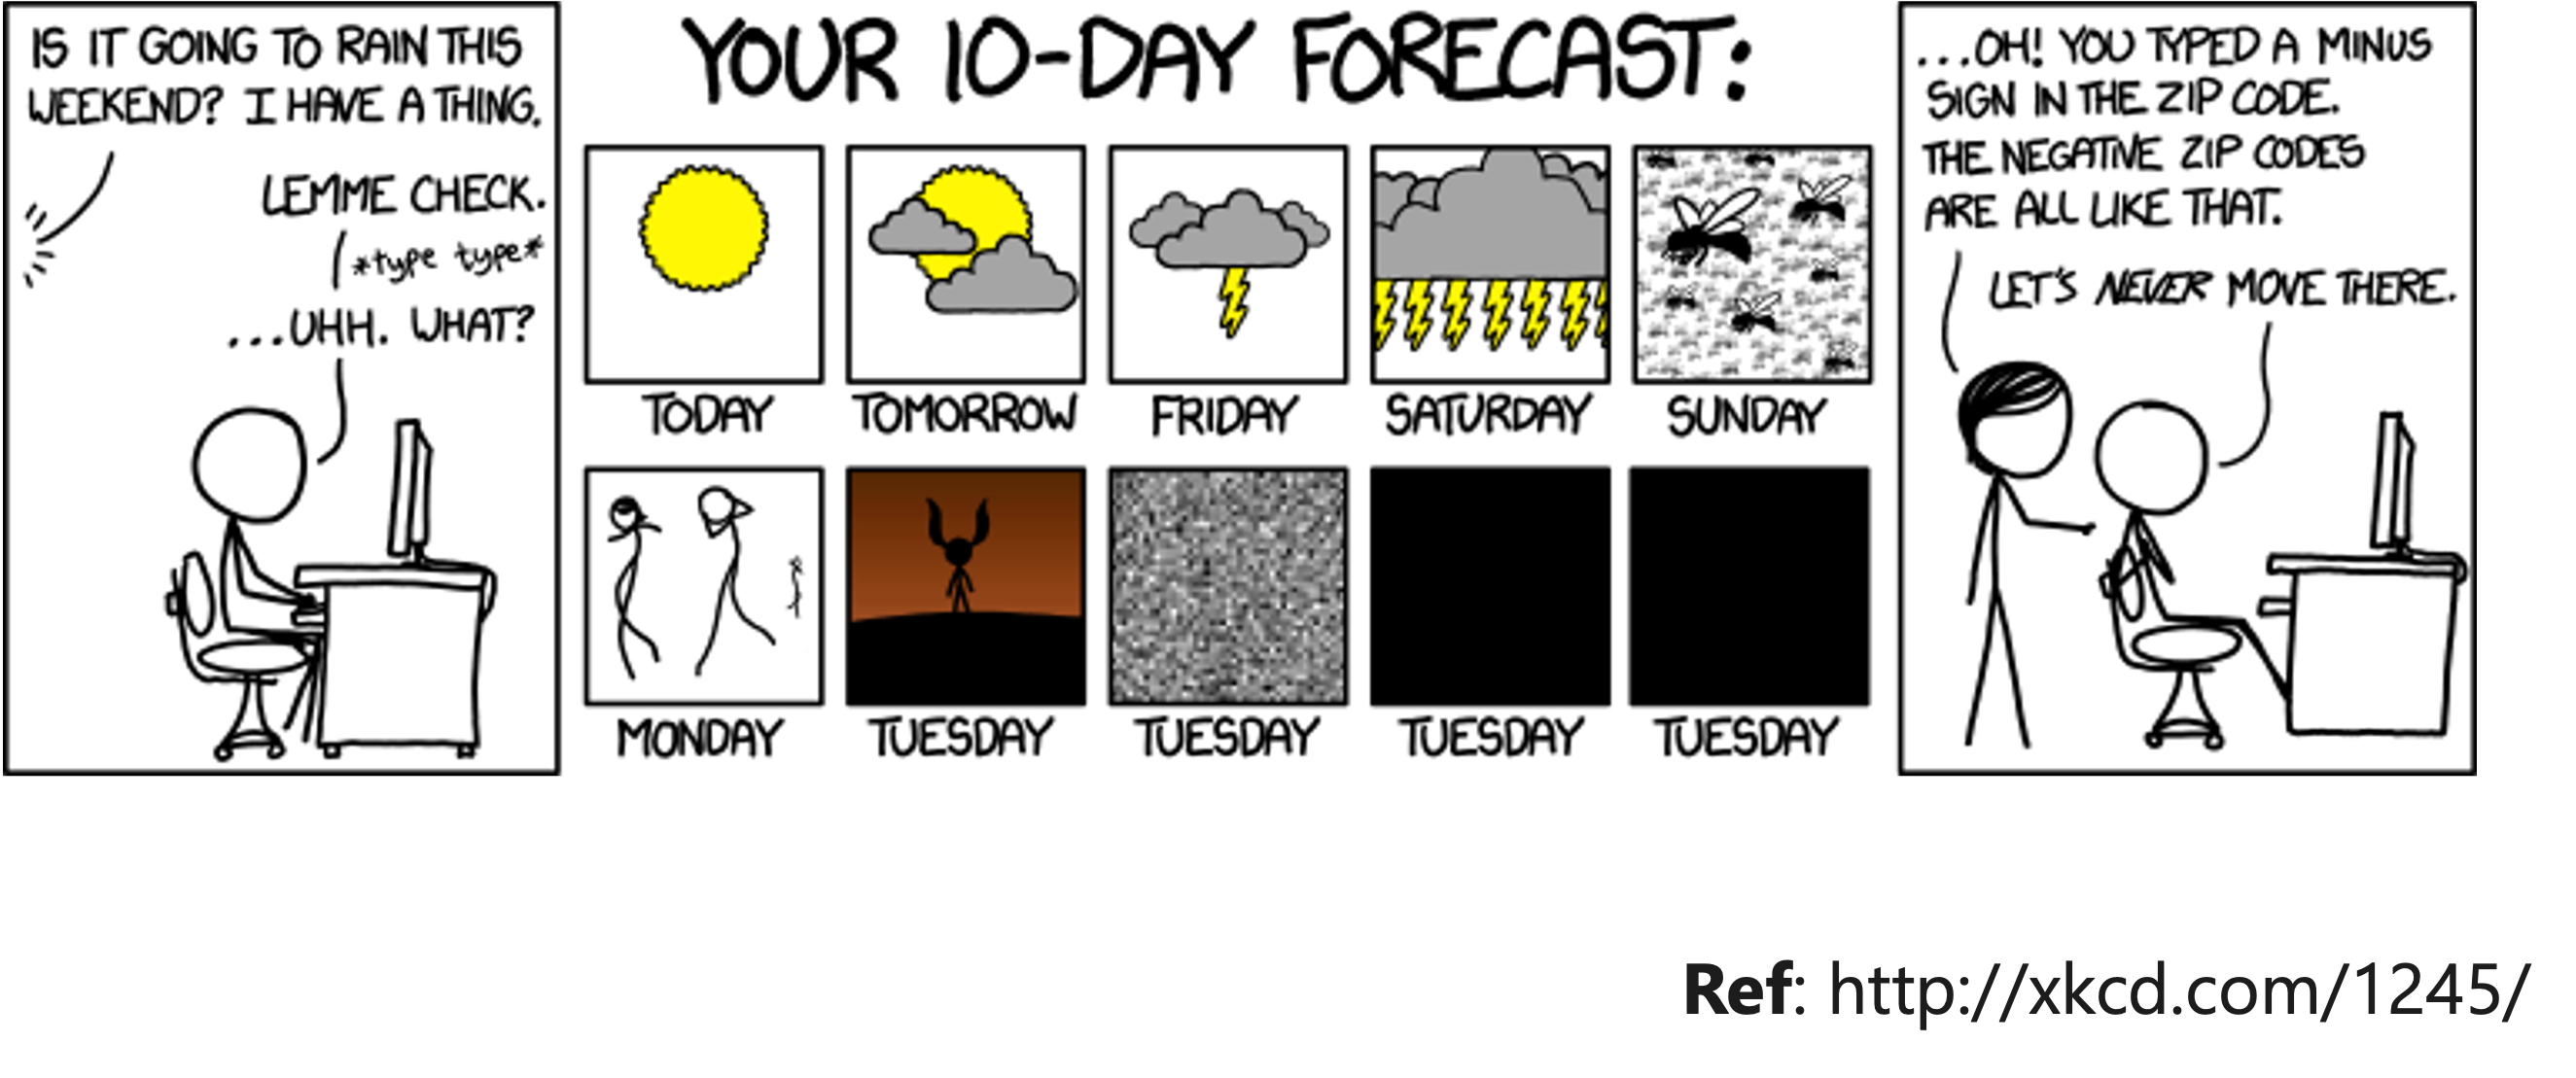 IS IT GOING TO RAIN THIS
WEEKEND? I HAVE A THING.
LEMME CHECK.
*type type*
...UHH. WHAT?
YOUR 10-DAY FORECAST:
TODAY
TOMORROW
FRIDAY
SATURDAY
SUNDAY
MONDAY
TUESDAY
TUESDAY
TUESDAY
TUESDAY
...OH! YOU TYPED A MINUS
SIGN IN THE ZIP CODE.
THE NEGATIVE ZIP CODES
ARE ALL LIKE THAT.
LET'S NEVER MOVE THERE.
Ref: http://xkcd.com/1245/